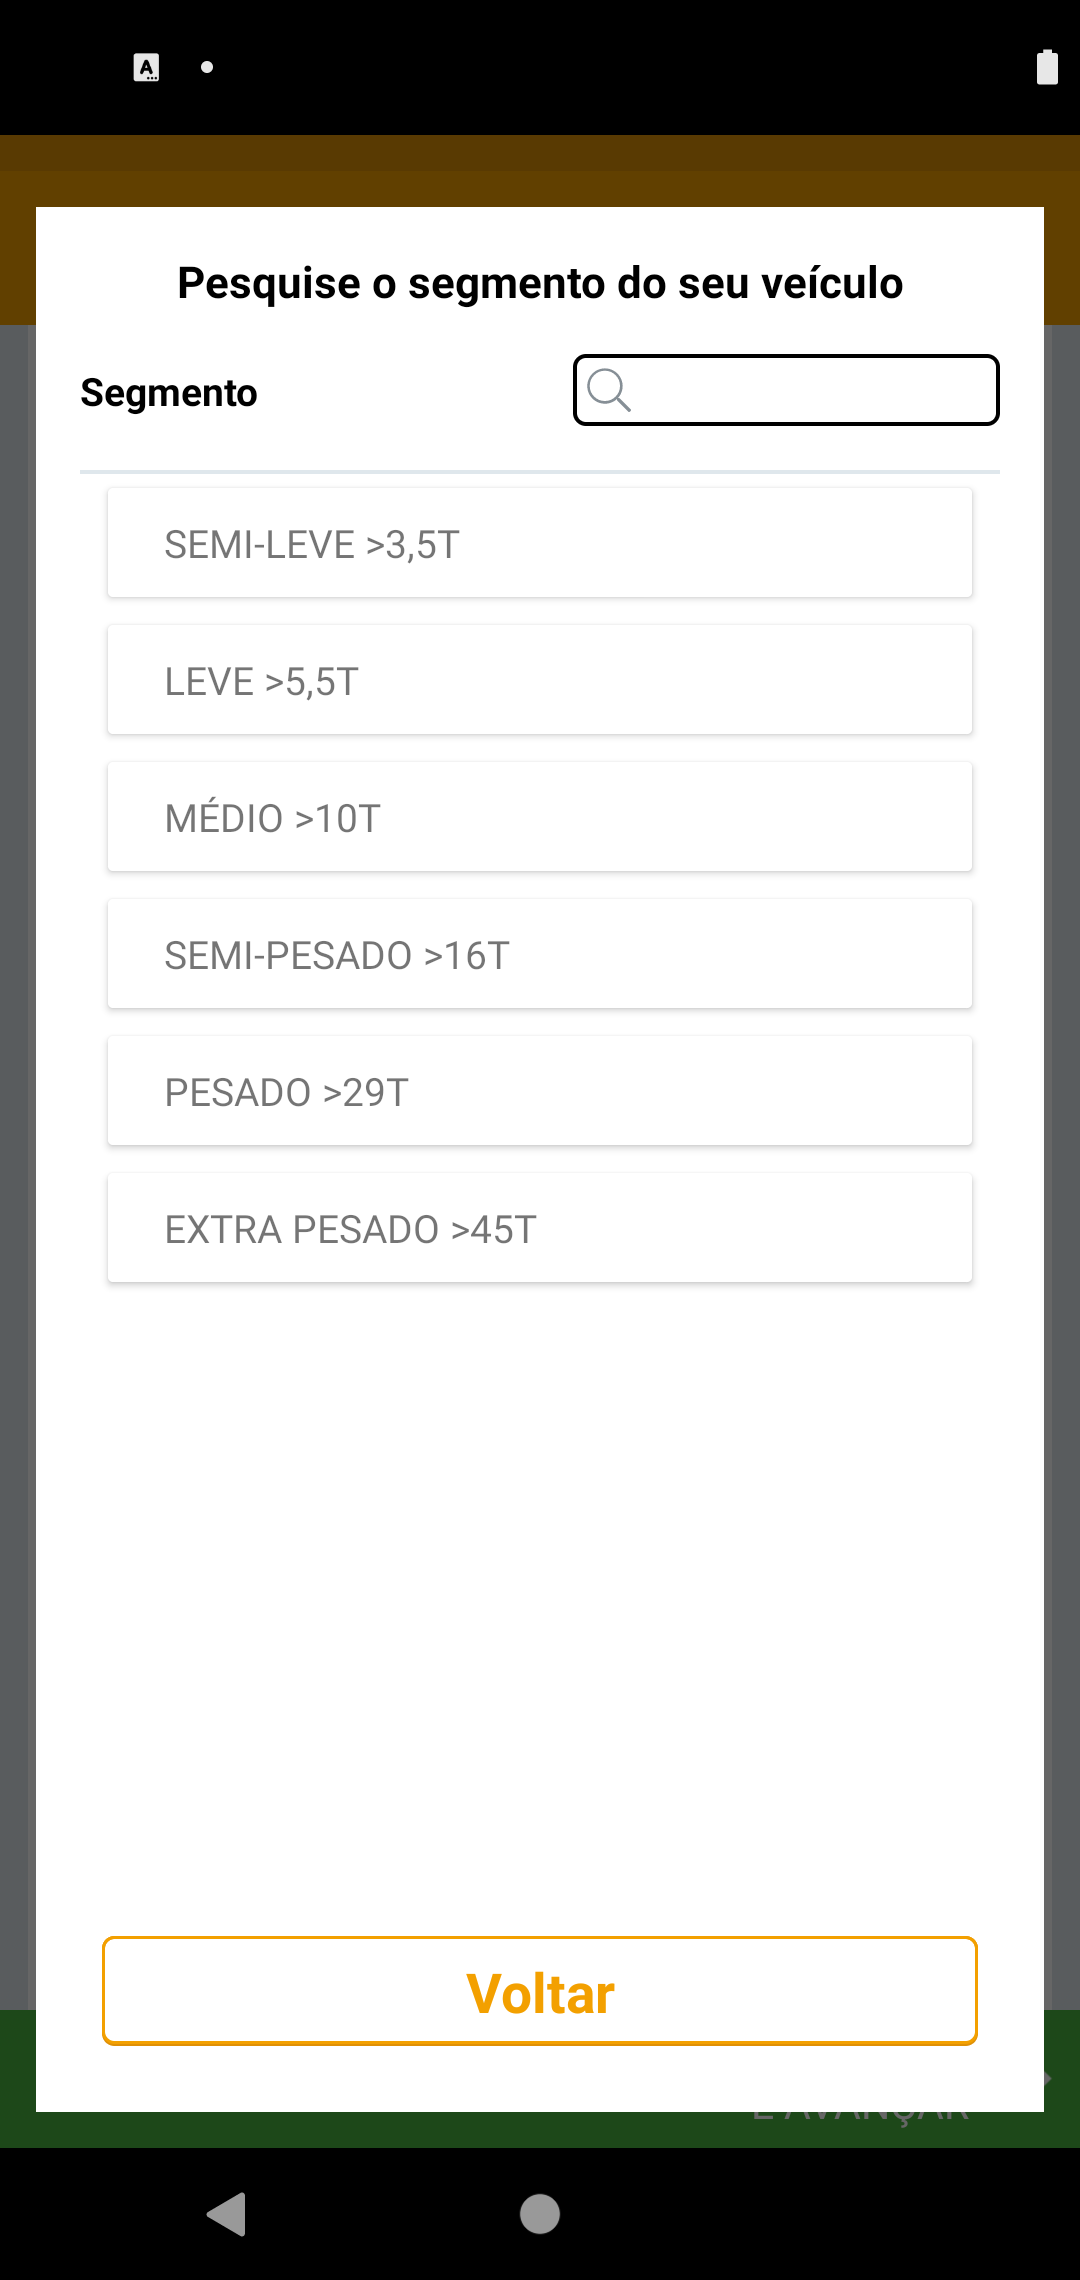 Pesquise o segmento do seu veículo
Segmento
SEMI-LEVE >3,5T
LEVE >5,5T
MÉDIO >10T
SEMI-PESADO >16T
PESADO >29T
EXTRA PESADO >45T
Voltar
E AVANÇAR